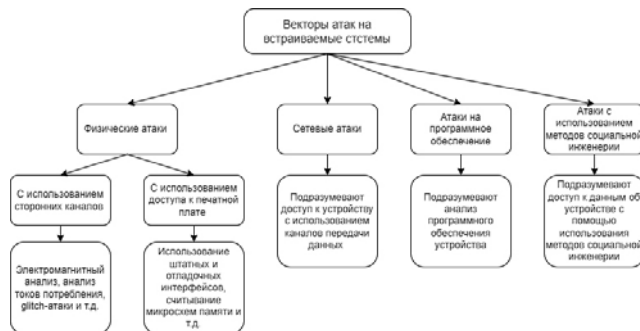 Векторы атак на
встраиваемые стстемы
Физические атаки
Сетевые атаки
Атаки на
программное
обеспечение
Атаки с
использованием
методов социальной
инженерии
С использованием
сторонних каналов
С использованием
доступа к печатной
плате
Подразумевают
доступ к устройству
с использованием
каналов передачи
данных
Подразумевают
анализ
программного
обеспечения
устройства
Подразумевают
доступ к данным об
устройстве с
помощью
использования
методов социальной
инженерии
Электромагнитный
анализ, анализ
токов потребления,
glitch-атаки и т.д.
Использование
штатных и
отладочных
интерфейсов,
считывание
микросхем памяти и
т.д.